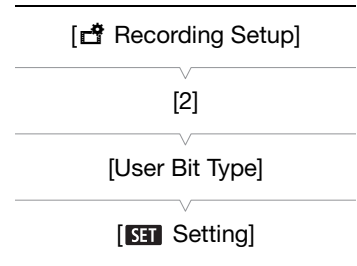 [ Recording Setup]
[2]
[User Bit Type]
[SET Setting]